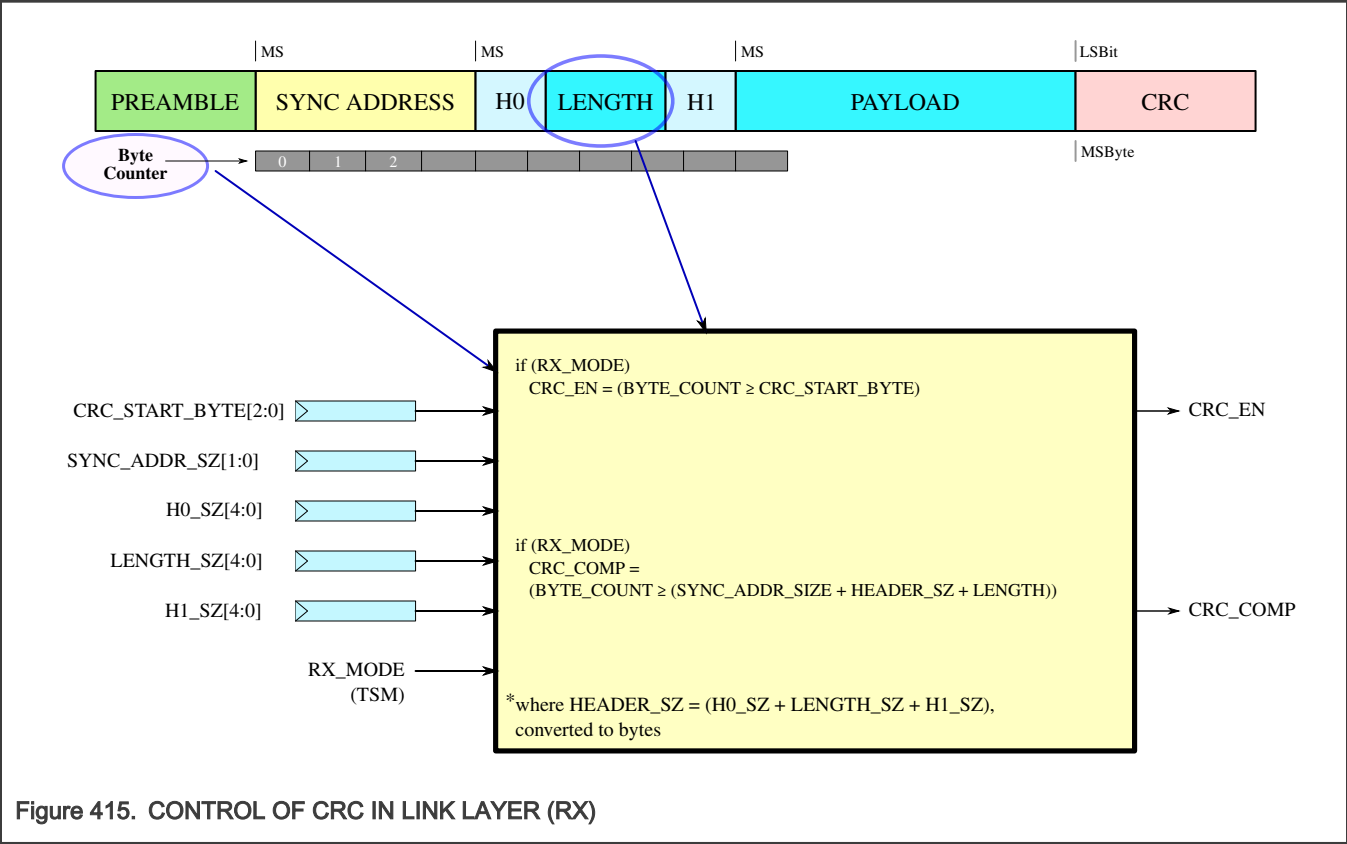 MS
MS
MS
LSBit
PREAMBLE
SYNC ADDRESS
H0
LENGTH
H1
PAYLOAD
CRC
Byte
Counter
0
1
2
MSByte
if (RX_MODE)
CRC_EN = (BYTE_COUNT ≥ CRC_START_BYTE)
CRC_START_BYTE[2:0]
CRC_EN
SYNC_ADDR_SZ[1:0]
H0_SZ[4:0]
if (RX_MODE)
LENGTH_SZ[4:0]
CRC_COMP =
(BYTE_COUNT ≥ (SYNC_ADDR_SIZE + HEADER_SZ + LENGTH))
H1_SZ[4:0]
CRC_COMP
RX_MODE
(TSM)
*where HEADER_SZ = (H0_SZ + LENGTH_SZ + H1_SZ),
converted to bytes
Figure 415. CONTROL OF CRC IN LINK LAYER (RX)